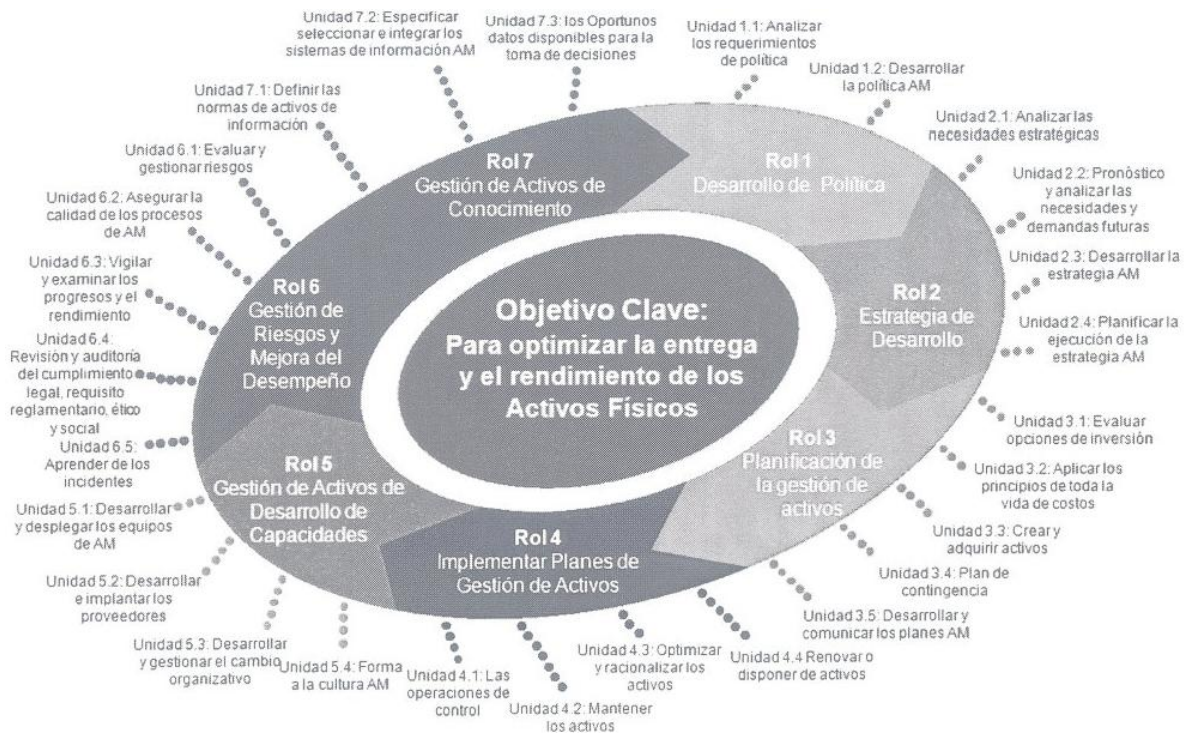 Unidad 7.2: Especificar
seleccionar e integrar los
sistemas de información AM
Unidad 7.3: los Oportunos
datos disponibles para la
toma de decisiones
Unidad 1.1: Analizar
los requerimientos
de política
Unidad 1.2: Desarrollar
la política AM
Unidad 2.1: Analizar las
necesidades estratégicas
Unidad 2.2: Pronóstico
y analizar las
necesidades y
demandas futuras
Unidad 2.3: Desarrollar la
estrategia AM
Unidad 2.4: Planificar la
ejecución de la
estrategia AM
Unidad 3.1: Evaluar
opciones de inversión
Unidad 3.2: Aplicar los
principios de toda la
vida de costos
Unidad 3.3: Crear y
adquirir activos
Unidad 3.4: Plan de
contingencia
Unidad 3.5: Desarrollar y
comunicar los planes AM
Unidad 4.4 Renovar o
disponer de activos
Unidad 4.3: Optimizar
y racionalizar los
activos
Unidad 4.2: Mantener
los activos
Unidad 4.1: Las
operaciones de
control
Unidad 5.4: Forma
a la cultura AM
Unidad 5.3: Desarrollar
y gestionar el cambio
organizativo
Unidad 5.2: Desarrollar
e implantar los
proveedores
Unidad 5.1: Desarrollar
y desplegar los equipos
de AM
Unidad 6.5:
Aprender de los
incidentes
Unidad 6.4:
Revisión y auditoría
del cumplimiento
legal, requisito
reglamentario, ético
y social
Unidad 6.3: Vigilar
y examinar los
progresos y el
rendimiento
Unidad 6.2: Asegurar la
calidad de los procesos
de AM
Unidad 6.1: Evaluar y
gestionar riesgos
Unidad 7.1: Definir las
normas de activos de
información
Rol 7
Gestión de Activos de
Conocimiento
Rol 1
Desarrollo de Política
Rol 2
Estrategia de
Desarrollo
Rol 3
Planificación de
la gestión de
activos
Rol 4
Implementar Planes de
Gestión de Activos
Rol 5
Gestión de Activos de
Desarrollo de
Capacidades
Rol 6
Gestión de
Riesgos y
Mejora del
Desempeño
Objetivo Clave:
Para optimizar la entrega
y el rendimiento de los
Activos Físicos